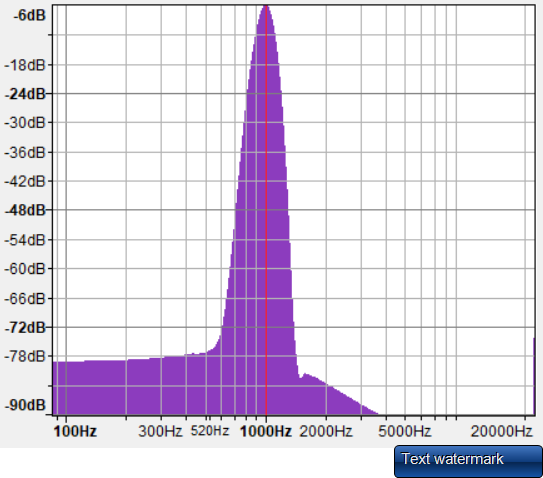 -6dB
-18dB
-24dB
-30dB
-36dB
-42dB
-48dB
-54dB
-60dB
-66dB
-72dB
-78dB
-90dB
100Hz 300Hz 520Hz 1000Hz 2000Hz 5000Hz 20000Hz
Text watermark